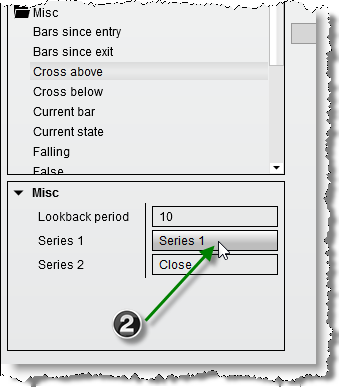 Misc
Bars since entry
Bars since exit
Cross above
Cross below
Current bar
Current state
Falling
False
Misc
Lookback period 10
Series 1 Series 1
Series 2 Close
2